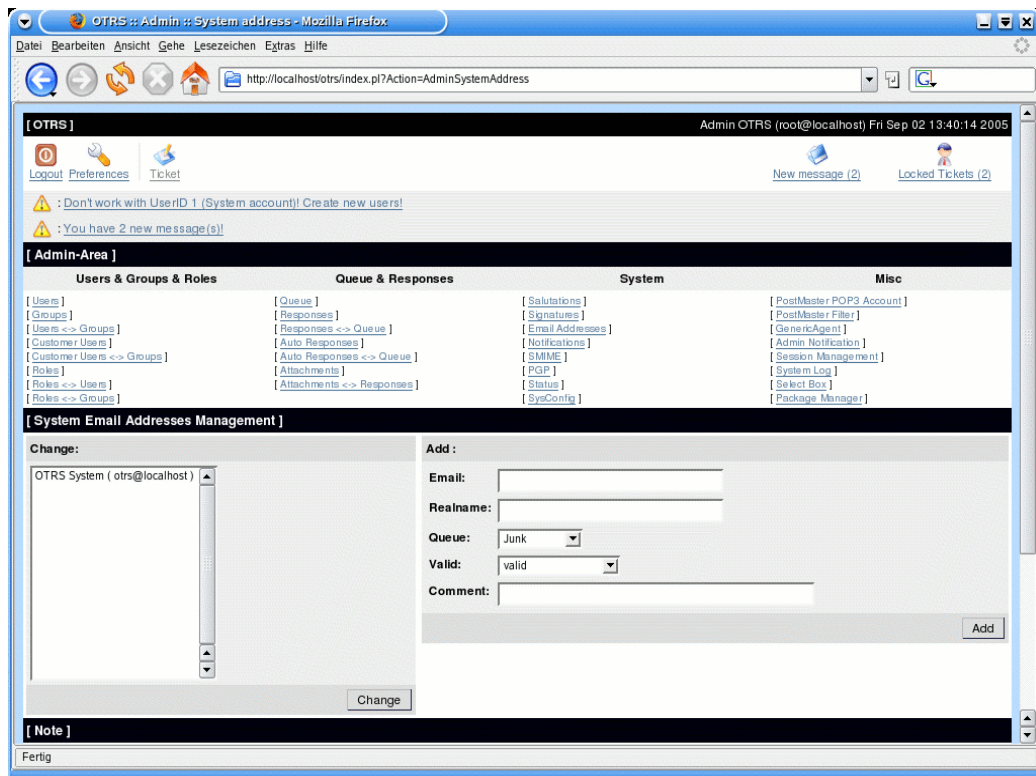 OTRS :: Admin :: System address - Mozilla Firefox
Datei Bearbeiten Ansicht Gehe Lesezeichen Extras Hilfe
http://localhost/otrs/index.pl?Action=AdminSystemAddress
G
[ OTRS ] Admin OTRS (root@localhost) Fri Sep 02 13:40:14 2005
Logout Preferences Ticket New message (2) Locked Tickets (2)
: Don't work with UserID 1 (System account)! Create new users!
: You have 2 new message(s)!
[ Admin-Area ]
Users & Groups & Roles Queue & Responses System Misc
[ Users ] [ Queue ] [ Salutations ] [ PostMaster POP3 Account ]
[ Groups ] [ Responses ] [ Signatures ] [ PostMaster Filter ]
[ Users <-> Groups ] [ Responses <-> Queue ] [ Email Addresses ] [ GenericAgent ]
[ Customer Users ] [ Auto Responses ] [ Notifications ] [ Admin Notification ]
[ Customer Users <-> Groups ] [ Auto Responses <-> Queue ] [ SMIME ] [ Session Management ]
[ Roles ] [ Attachments ] [ PGP ] [ System Log ]
[ Roles <-> Users ] [ Attachments <-> Responses ] [ Status ] [ Select Box ]
[ Roles <-> Groups ] [ SysConfig ] [ Package Manager ]
[ System Email Addresses Management ]
Change: Add :
OTRS System ( otrs@localhost )
Email:
Realname:
Queue: Junk
Valid: valid
Comment:
Add
Change
[ Note ]
Fertig